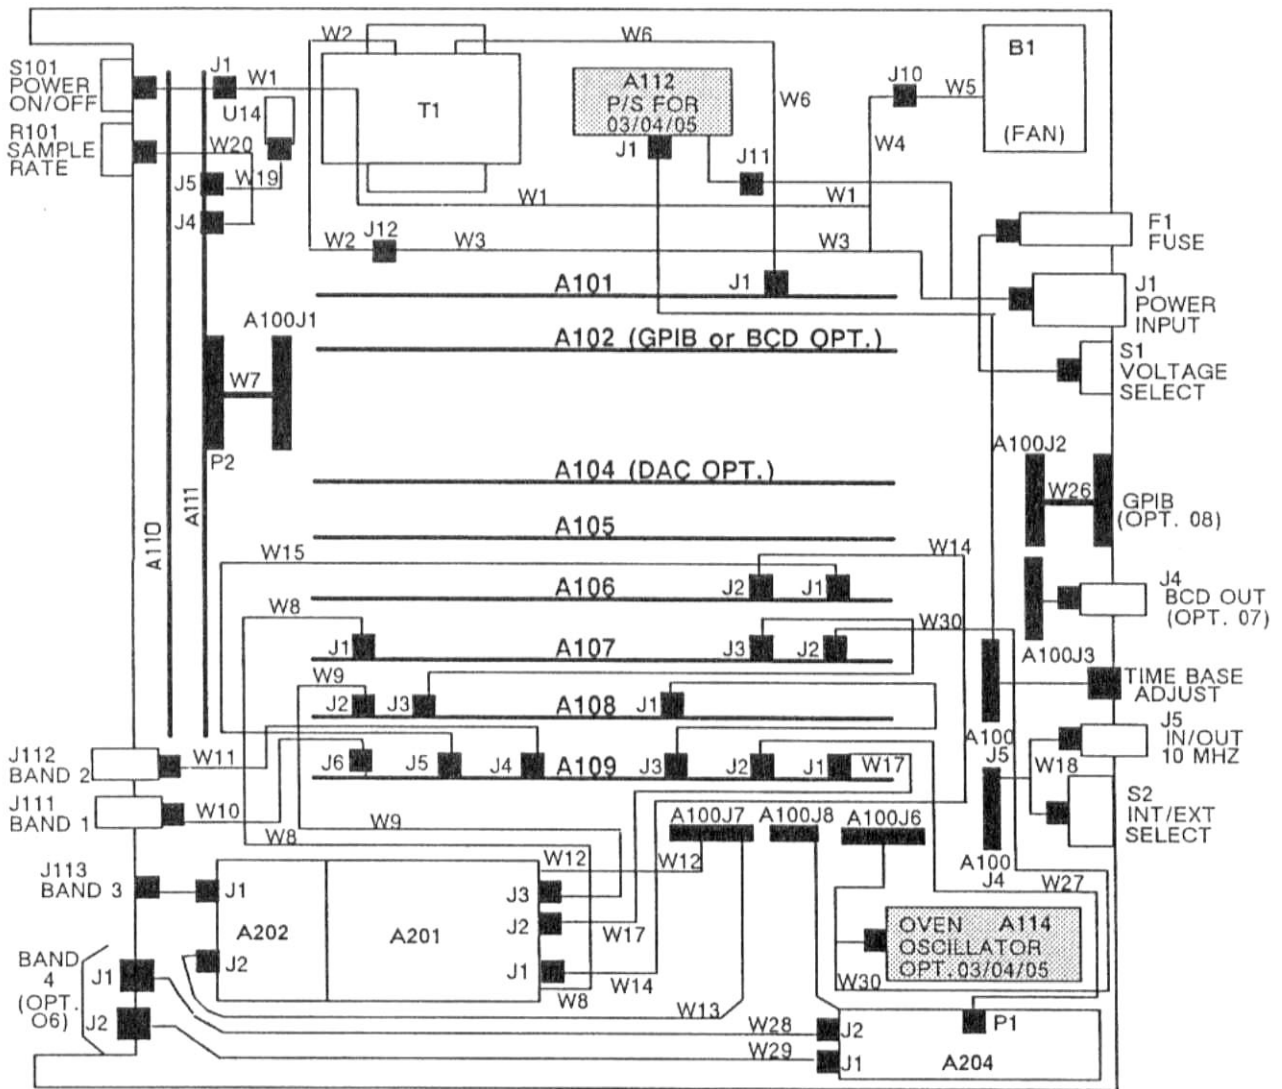 S101
POWER
ON/OFF
R101
SAMPLE
RATE
J1
W1
U14
W20
J5
W19
J4
W2
T1
W6
A112
P/S FOR
03/04/05
J1
J11
W6
J10
W5
W4
B1
(FAN)
W1
W1
W2
J12
W3
W3
F1
FUSE
J1
POWER
INPUT
S1
VOLTAGE
SELECT
A101
J1
A100J1
A102 (GPIB or BCD OPT.)
W7
P2
A110
A111
A104 (DAC OPT.)
A105
A100J2
W26
GPIB
(OPT. 08)
W15
W14
A106
J2
J1
J4
BCD OUT
(OPT. 07)
W8
W30
J1
A107
J3
J2
A100J3
TIME BASE
ADJUST
W9
J2
J3
A108
J1
A100
J5
J5
IN/OUT
10 MHZ
W18
J112
BAND 2
W11
J6
J5
J4
A109
J3
J2
J1
W17
J111
BAND 1
W10
S2
INT/EXT
SELECT
W9
W8
A100J7
A100J8
A100J6
A100
J4
W12
W12
W27
J113
BAND 3
J1
A202
J2
A201
J3
J2
J1
W17
W14
W8
OVEN A114
OSCILLATOR
OPT. 03/04/05
W30
BAND
4
(OPT.
O6)
J1
J2
W13
W28
W29
J2
J1
P1
A204